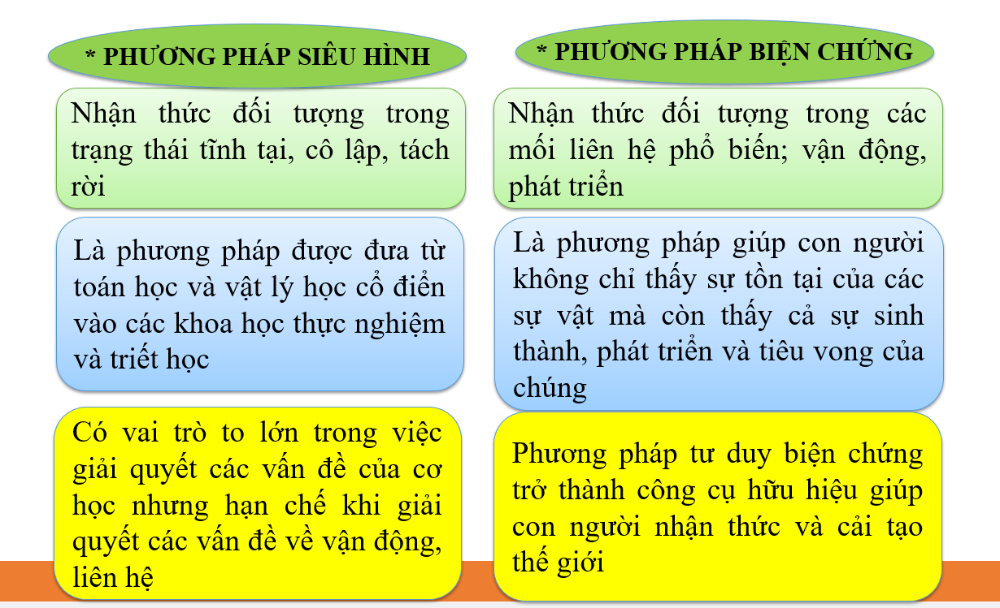 * PHƯƠNG PHÁP SIÊU HÌNH
Nhận thức đối tượng trong
trạng thái tĩnh tại, cô lập, tách
rời
Là phương pháp được đưa từ
toán học và vật lý học cổ điển
vào các khoa học thực nghiệm
và triết học
Có vai trò to lớn trong việc
giải quyết các vấn đề của cơ
học nhưng hạn chế khi giải
quyết các vấn đề về vận động,
liên hệ
* PHƯƠNG PHÁP BIỆN CHỨNG
Nhận thức đối tượng trong các
mối liên hệ phổ biến; vận động,
phát triển
Là phương pháp giúp con người
không chỉ thấy sự tồn tại của các
sự vật mà còn thấy cả sự sinh
thành, phát triển và tiêu vong của
chúng
Phương pháp tư duy biện chứng
trở thành công cụ hữu hiệu giúp
con người nhận thức và cải tạo
thế giới